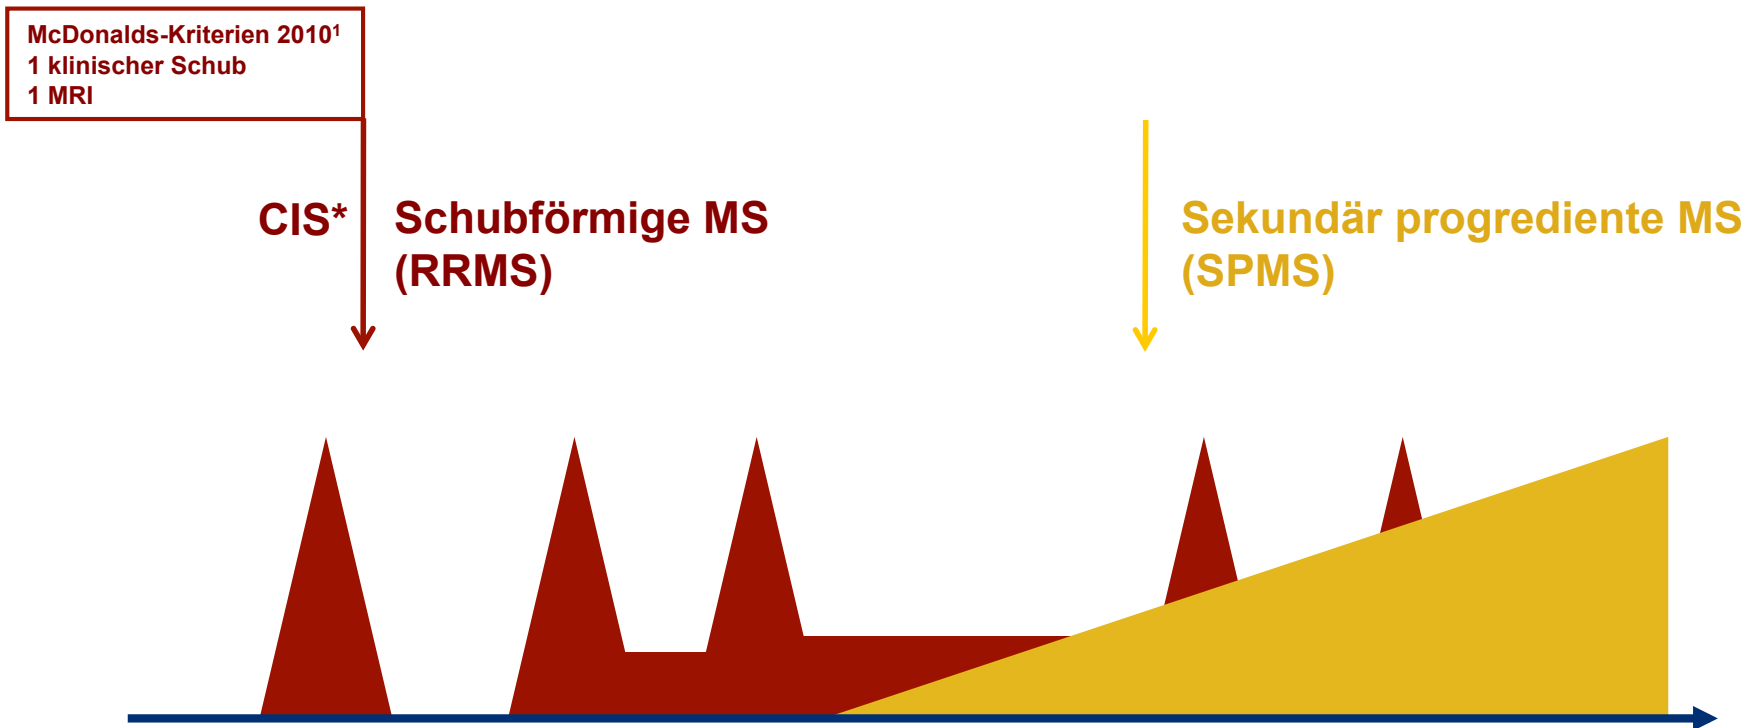 McDonalds-Kriterien 2010¹
1 klinischer Schub
1 MRI
CIS*
Schubförmige MS
(RRMS)
Sekundär progrediente MS
(SPMS)